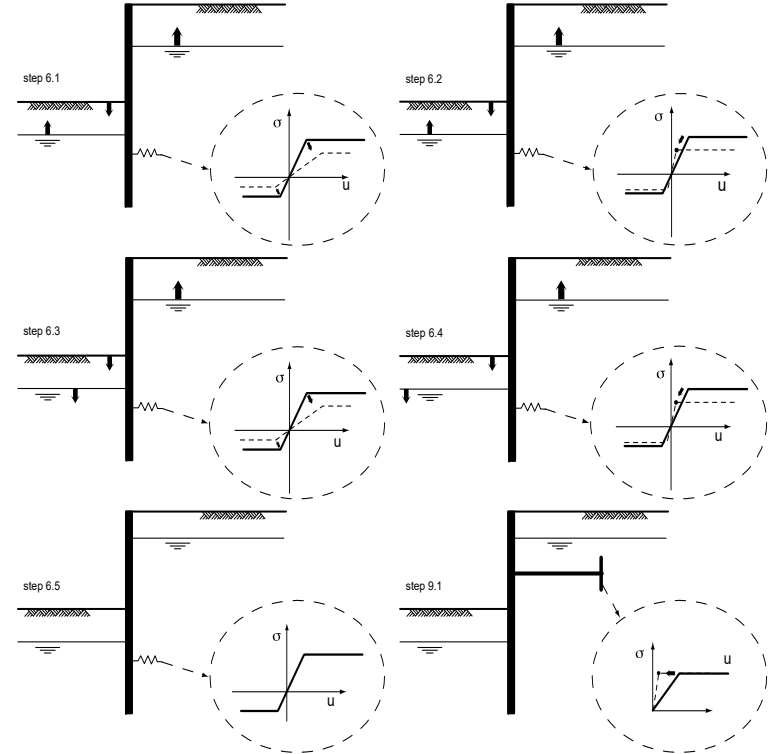 step 6.1
σ
u
step 6.2
σ
u
step 6.3
σ
u
step 6.4
σ
u
step 6.5
σ
u
step 9.1
σ
u